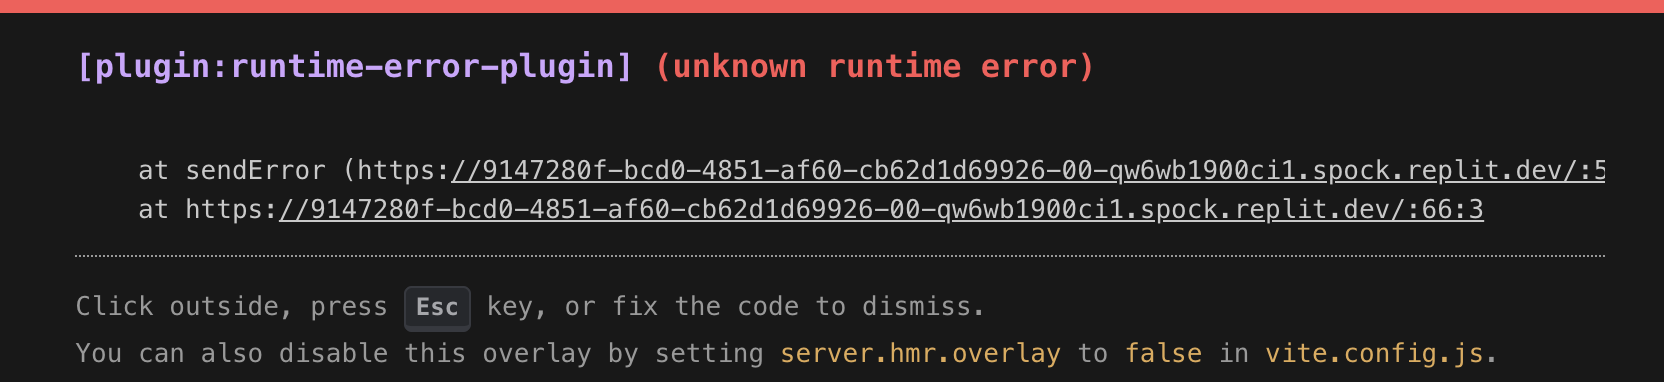 [plugin:runtime-error-plugin] (unknown runtime error)
at sendError (https://9147280f-bcd0-4851-af60-cb62d1d69926-00-qw6wb1900ci1.spock.replit.dev/:5
at https://9147280f-bcd0-4851-af60-cb62d1d69926-00-qw6wb1900ci1.spock.replit.dev/:66:3
Click outside, press Esc key, or fix the code to dismiss.
You can also disable this overlay by setting server.hmr.overlay to false in vite.config.js.